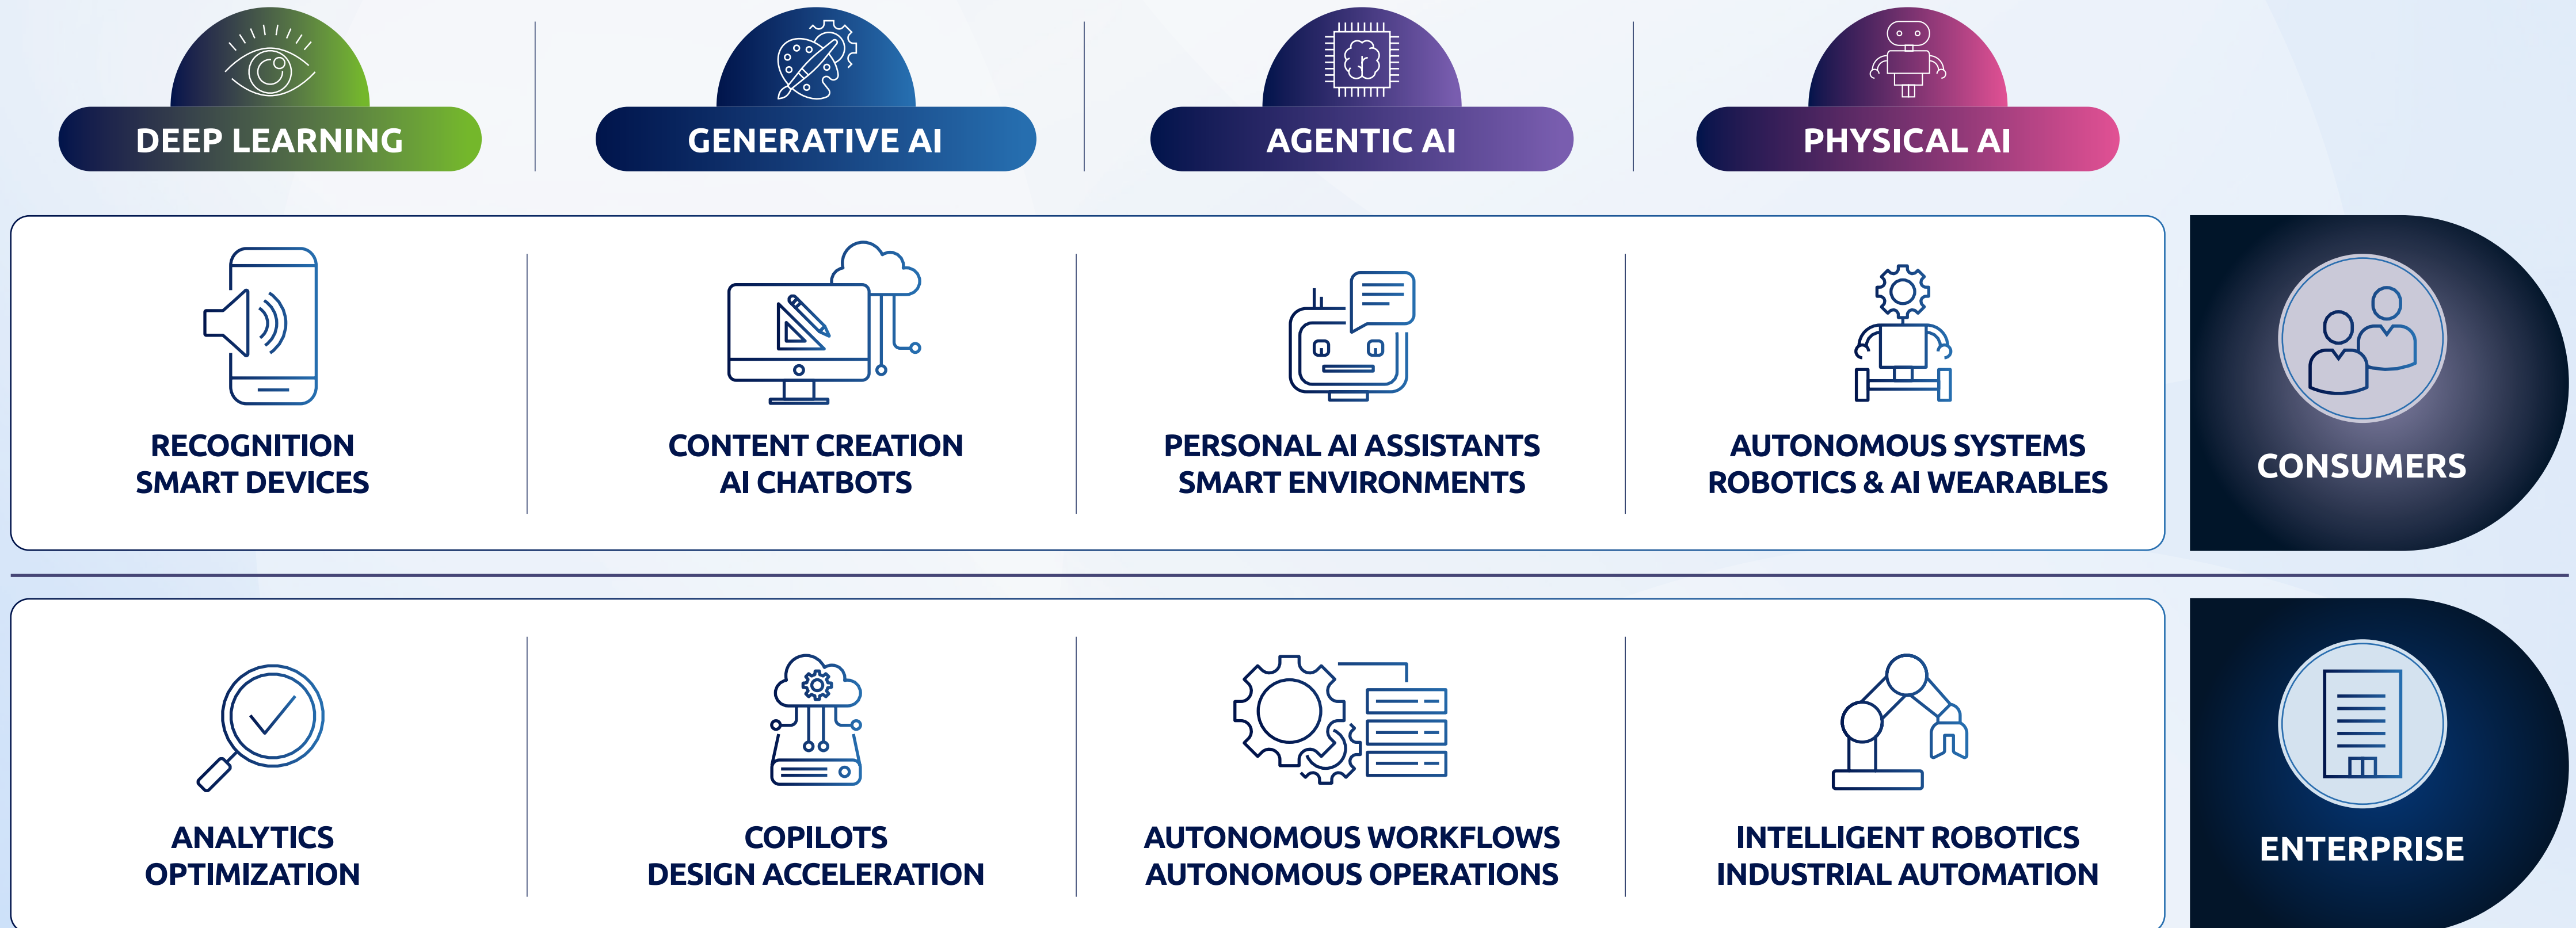 DEEP LEARNING
GENERATIVE AI
AGENTIC AI
PHYSICAL AI
RECOGNITION
SMART DEVICES
CONTENT CREATION
AI CHATBOTS
PERSONAL AI ASSISTANTS
SMART ENVIRONMENTS
AUTONOMOUS SYSTEMS
ROBOTICS & AI WEARABLES
CONSUMERS
ANALYTICS
OPTIMIZATION
COPILOTS
DESIGN ACCELERATION
AUTONOMOUS WORKFLOWS
AUTONOMOUS OPERATIONS
INTELLIGENT ROBOTICS
INDUSTRIAL AUTOMATION
ENTERPRISE